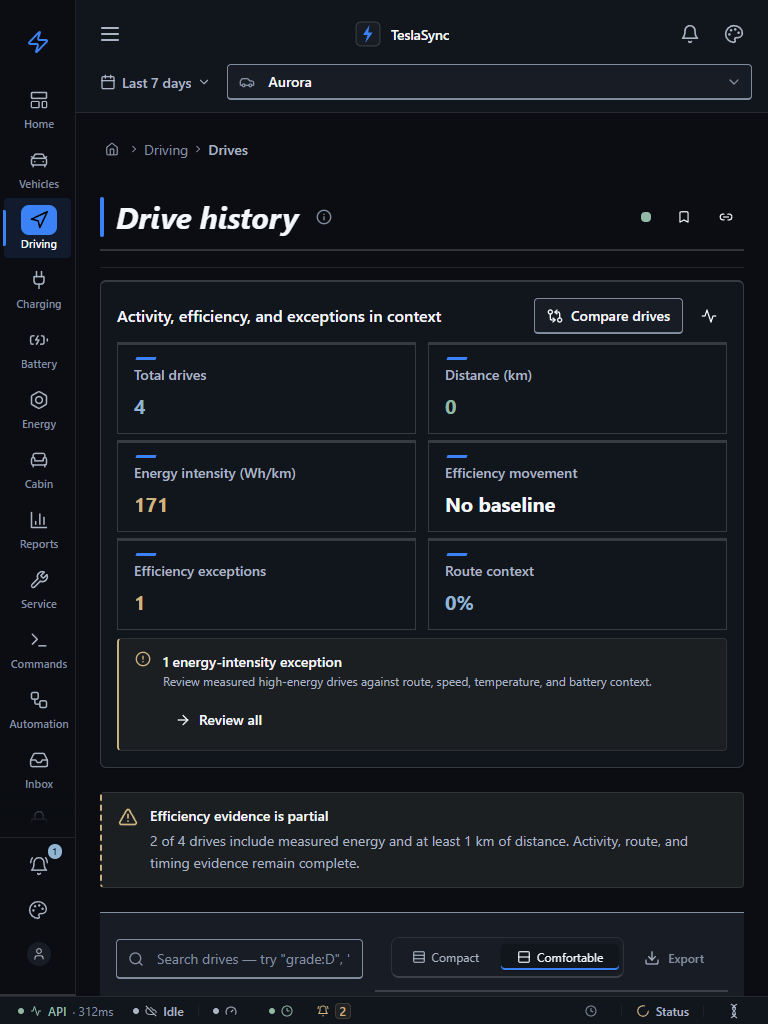 TeslaSync
Last 7 days
Aurora
Home
Vehicles
Driving
Charging
Battery
Energy
Cabin
Reports
Service
Commands
Automation
Inbox
1
Driving
Drives
Drive history
Activity, efficiency, and exceptions in context
Compare drives
Total drives
4
Distance (km)
0
Energy intensity (Wh/km)
171
Efficiency movement
No baseline
Efficiency exceptions
1
Route context
0%
1 energy-intensity exception
Review measured high-energy drives against route, speed, temperature, and battery context.
Review all
Efficiency evidence is partial
2 of 4 drives include measured energy and at least 1 km of distance. Activity, route, and
timing evidence remain complete.
Search drives — try "grade:D", '
Compact
Comfortable
Export
API · 312ms
Idle
2
Status